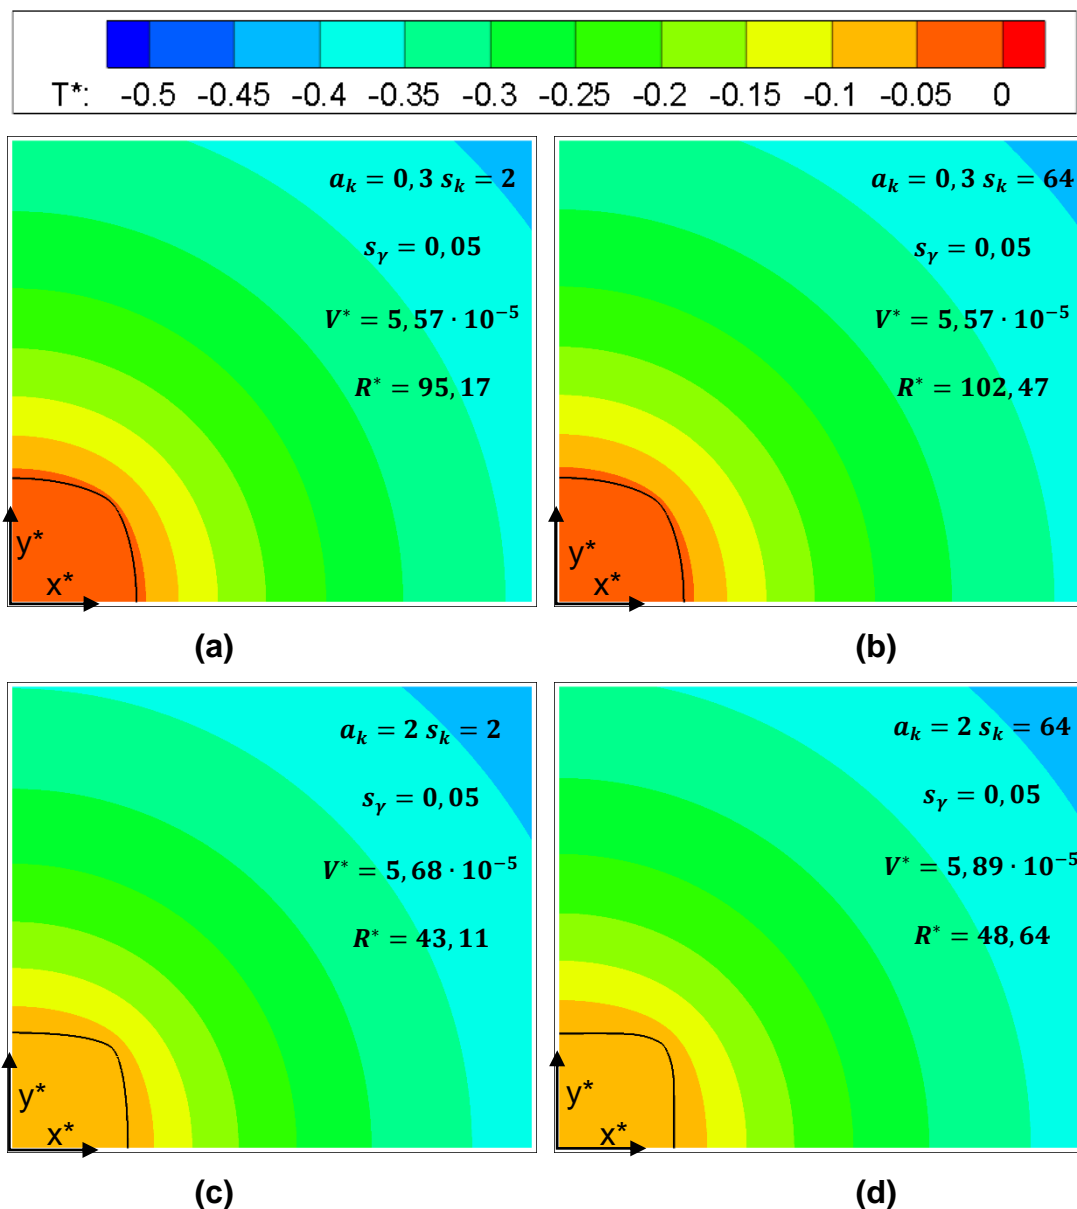 T*: -0.5 -0.45 -0.4 -0.35 -0.3 -0.25 -0.2 -0.15 -0.1 -0.05 0
a_k = 0,3 s_k = 2
s_γ = 0,05
V* = 5,57 · 10^-5
R* = 95,17
y*
x*
(a)
a_k = 0,3 s_k = 64
s_γ = 0,05
V* = 5,57 · 10^-5
R* = 102,47
y*
x*
(b)
a_k = 2 s_k = 2
s_γ = 0,05
V* = 5,68 · 10^-5
R* = 43,11
y*
x*
(c)
a_k = 2 s_k = 64
s_γ = 0,05
V* = 5,89 · 10^-5
R* = 48,64
y*
x*
(d)